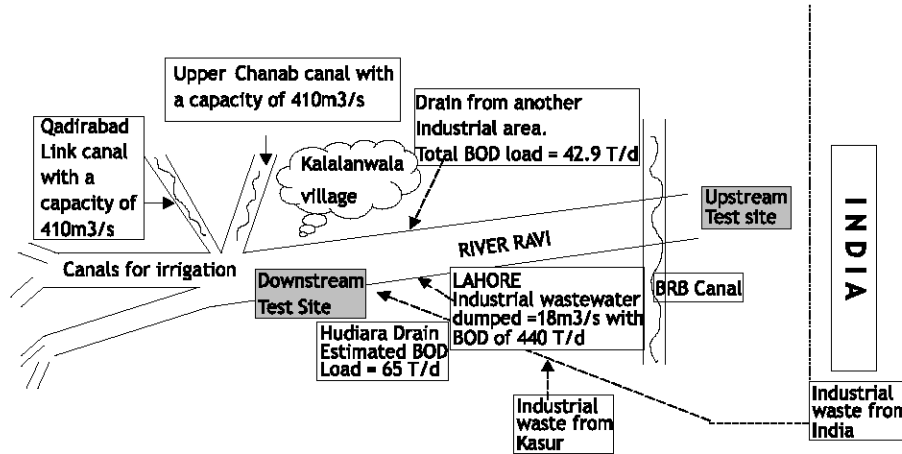 Upper Chanab canal with
a capacity of 410m3/s
Qadirabad
Link canal
with a
capacity of
410m3/s
Kalalanwala
village
Drain from another
Industrial area.
Total BOD load = 42.9 T/d
Upstream
Test site
INDIA
RIVER RAVI
Canals for irrigation
Downstream
Test Site
LAHORE
Industrial wastewater
dumped =18m3/s with
BOD of 440 T/d
BRB Canal
Hudiara Drain
Estimated BOD
Load = 65 T/d
Industrial
waste from
Kasur
Industrial
waste from
India